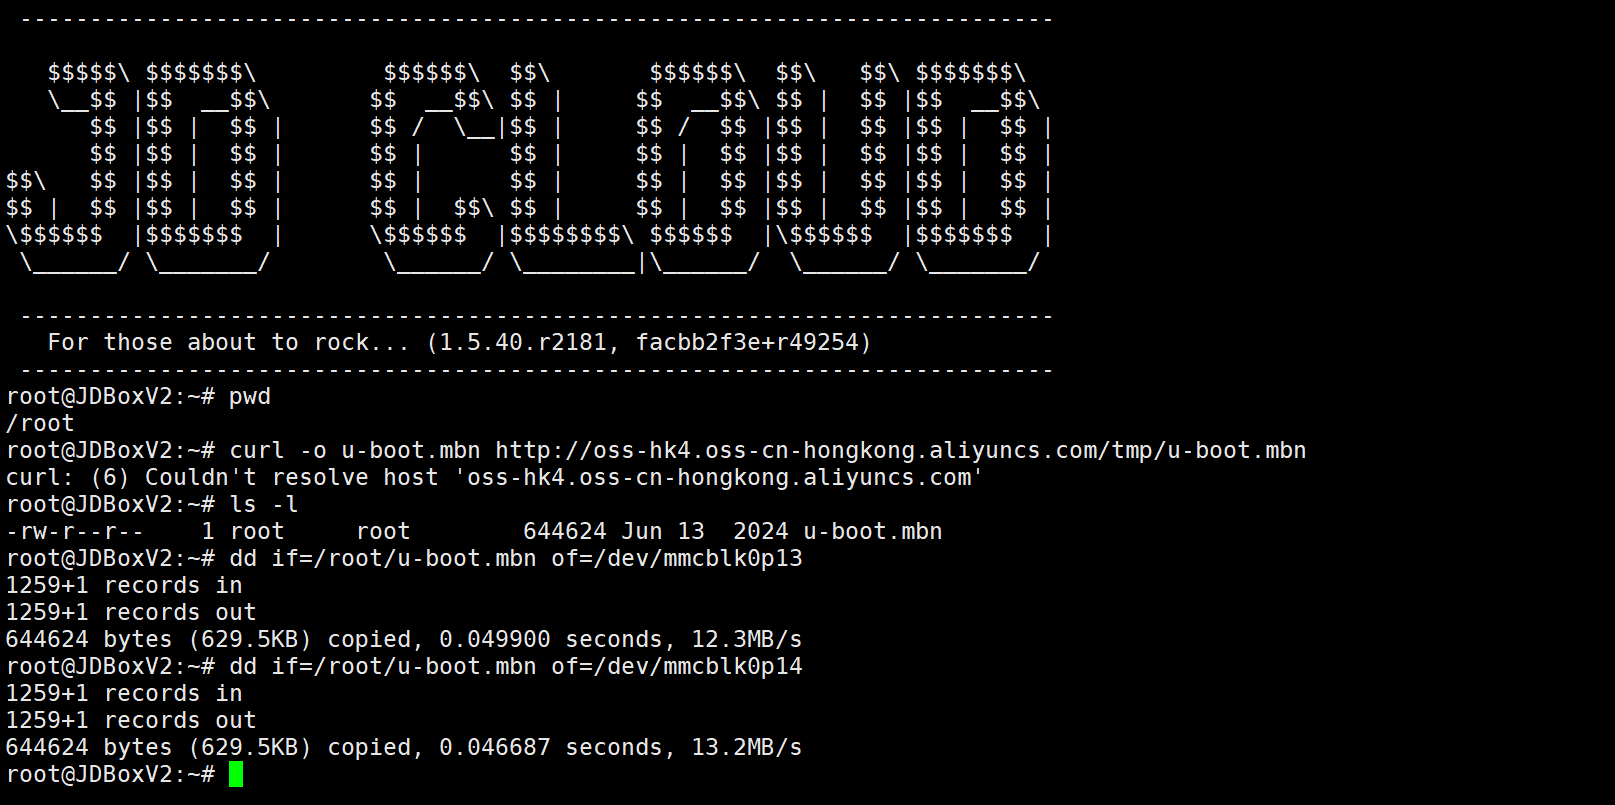 --------------------------------------------------------------------------
   $$$$$\ $$$$$$$\         $$$$$$\  $$\       $$$$$$\  $$\   $$\ $$$$$$$\
   \__$$ |$$  __$$\       $$  __$$\ $$ |     $$  __$$\ $$ |  $$ |$$  __$$\
      $$ |$$ |  $$ |      $$ /  \__|$$ |     $$ /  $$ |$$ |  $$ |$$ |  $$ |
      $$ |$$ |  $$ |      $$ |      $$ |     $$ |  $$ |$$ |  $$ |$$ |  $$ |
$$\   $$ |$$ |  $$ |      $$ |      $$ |     $$ |  $$ |$$ |  $$ |$$ |  $$ |
$$ |  $$ |$$ |  $$ |      $$ |  $$\ $$ |     $$ |  $$ |$$ |  $$ |$$ |  $$ |
\$$$$$$  |$$$$$$$  |      \$$$$$$  |$$$$$$$$\ $$$$$$  |\$$$$$$  |$$$$$$$  |
 \______/ \_______/        \______/ \________|\______/  \______/ \_______/
--------------------------------------------------------------------------
For those about to rock... (1.5.40.r2181, facbb2f3e+r49254)
--------------------------------------------------------------------------
root@JDBoxV2:~# pwd
/root
root@JDBoxV2:~# curl -o u-boot.mbn http://oss-hk4.oss-cn-hongkong.aliyuncs.com/tmp/u-boot.mbn
curl: (6) Couldn't resolve host 'oss-hk4.oss-cn-hongkong.aliyuncs.com'
root@JDBoxV2:~# ls -l
-rw-r--r--    1 root     root        644624 Jun 13  2024 u-boot.mbn
root@JDBoxV2:~# dd if=/root/u-boot.mbn of=/dev/mmcblk0p13
1259+1 records in
1259+1 records out
644624 bytes (629.5KB) copied, 0.049900 seconds, 12.3MB/s
root@JDBoxV2:~# dd if=/root/u-boot.mbn of=/dev/mmcblk0p14
1259+1 records in
1259+1 records out
644624 bytes (629.5KB) copied, 0.046687 seconds, 13.2MB/s
root@JDBoxV2:~#